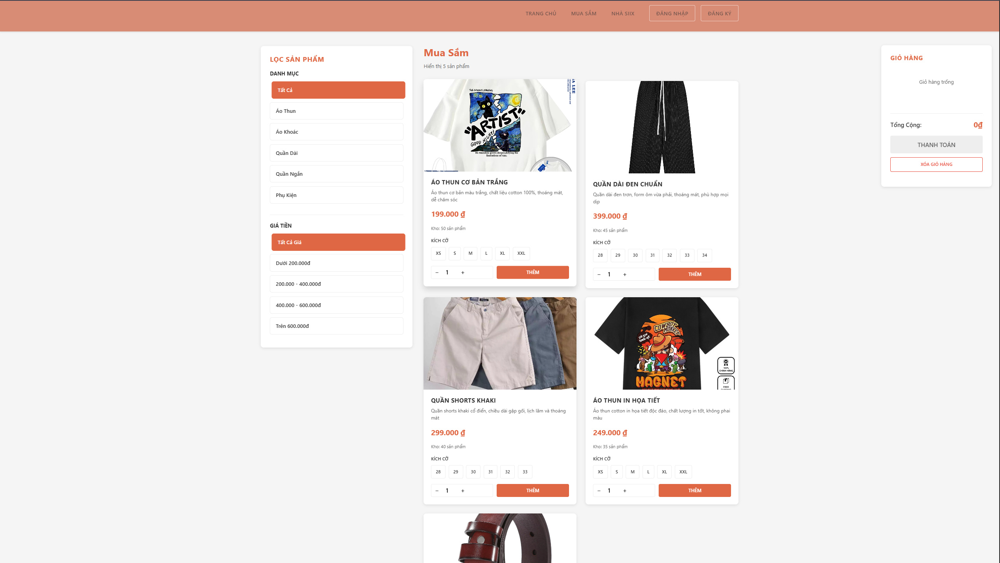 TRANG CHỦ
MUA SẮM
NHÀ SIIX
ĐĂNG NHẬP
ĐĂNG KÝ
LỌC SẢN PHẨM
DANH MỤC
Tất Cả
Áo Thun
Áo Khoác
Quần Dài
Quần Ngắn
Phụ Kiện
GIÁ TIỀN
Tất Cả Giá
Dưới 200.000đ
200.000 - 400.000đ
400.000 - 600.000đ
Trên 600.000đ
Mua Sắm
Hiển thị 5 sản phẩm
THE FAMOUS PAINTING
"ARTIST"
GOOD NIGHT!
Its timesless grows deeper,defying the
limitations of tme.
ÁO THUN CƠ BẢN TRẮNG
Áo thun cơ bản màu trắng, chất liệu cotton 100%, thoáng mát,
dễ chăm sóc
199.000 ₫
Kho: 50 sản phẩm
KÍCH CỠ
XS S M L XL XXL
− 1 +
THÊM
QUẦN DÀI ĐEN CHUẨN
Quần dài đen trơn, form ôm vừa phải, thoáng mát, phù hợp mọi
dịp
399.000 ₫
Kho: 45 sản phẩm
KÍCH CỠ
28 29 30 31 32 33 34
− 1 +
THÊM
QUẦN SHORTS KHAKI
Quần shorts khaki cổ điển, chiều dài gập gối, lịch lãm và thoáng
mát
299.000 ₫
Kho: 40 sản phẩm
KÍCH CỠ
28 29 30 31 32 33
− 1 +
THÊM
COWBOY
MONKEY
MAGNET
100%
CHÍNH HÃNG
FREE
ÁO THUN IN HỌA TIẾT
Áo thun cotton in họa tiết độc đáo, chất lượng in tốt, không phai
màu
249.000 ₫
Kho: 35 sản phẩm
KÍCH CỠ
XS S M L XL XXL
− 1 +
THÊM
GIỎ HÀNG
Giỏ hàng trống
Tổng Cộng:
0₫
THANH TOÁN
XÓA GIỎ HÀNG